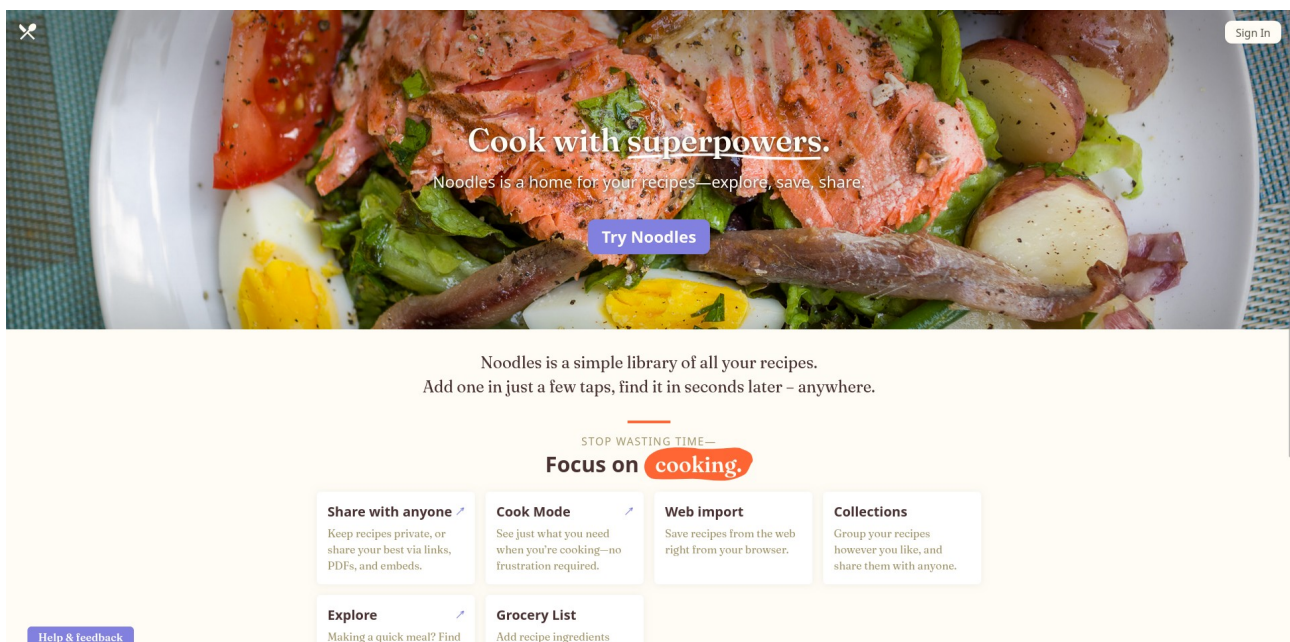 Sign In
Cook with superpowers.
Noodles is a home for your recipes—explore, save, share.
Try Noodles
Noodles is a simple library of all your recipes.
Add one in just a few taps, find it in seconds later – anywhere.
STOP WASTING TIME—
Focus on cooking.
Share with anyone
Keep recipes private, or
share your best via links,
PDFs, and embeds.
Cook Mode
See just what you need
when you're cooking—no
frustration required.
Web import
Save recipes from the web
right from your browser.
Collections
Group your recipes
however you like, and
share them with anyone.
Explore
Making a quick meal? Find
Grocery List
Add recipe ingredients
Help & feedback